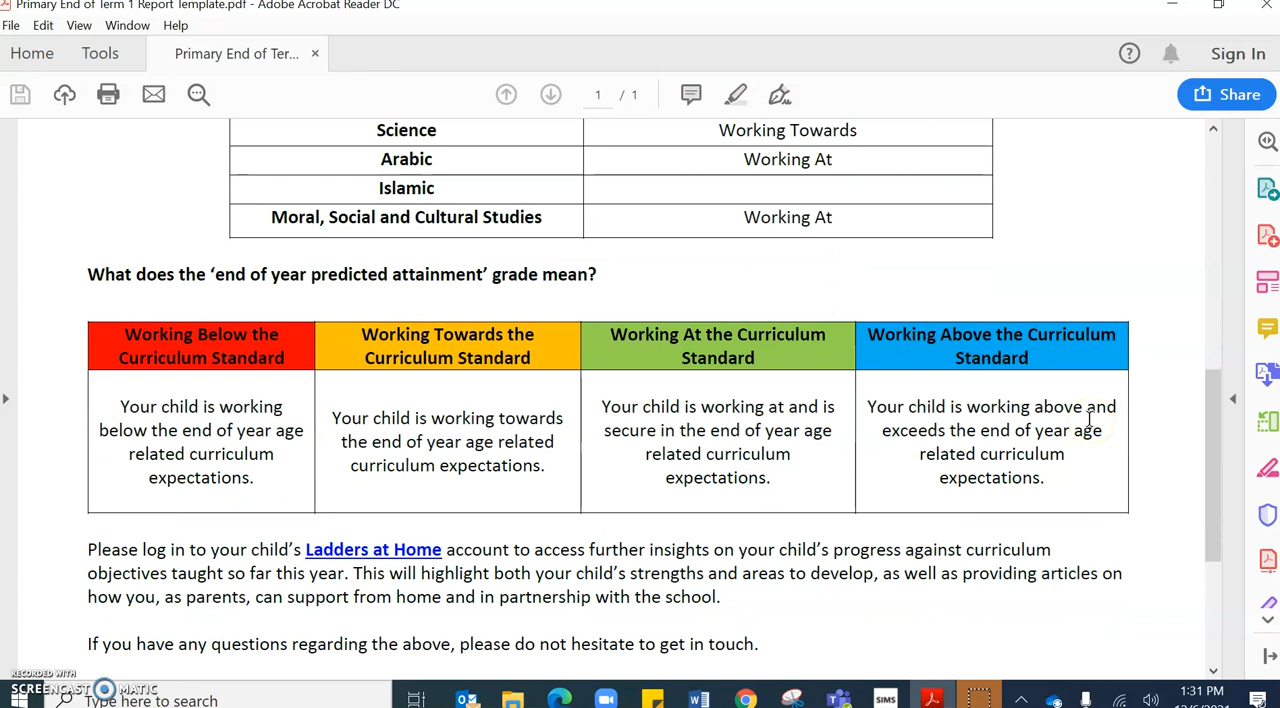 Primary End of Term 1 Report Template.pdf - Adobe Acrobat Reader DC
File Edit View Window Help
Home Tools Primary End of Ter... × Sign In
1 / 1 Share
Science Working Towards
Arabic Working At
Islamic
Moral, Social and Cultural Studies Working At
What does the ‘end of year predicted attainment’ grade mean?
Working Below the
Curriculum Standard
Working Towards the
Curriculum Standard
Working At the Curriculum
Standard
Working Above the Curriculum
Standard
Your child is working
below the end of year age
related curriculum
expectations.
Your child is working towards
the end of year age related
curriculum expectations.
Your child is working at and is
secure in the end of year age
related curriculum
expectations.
Your child is working above and
exceeds the end of year age
related curriculum
expectations.
Please log in to your child’s Ladders at Home account to access further insights on your child’s progress against curriculum
objectives taught so far this year. This will highlight both your child’s strengths and areas to develop, as well as providing articles on
how you, as parents, can support from home and in partnership with the school.
If you have any questions regarding the above, please do not hesitate to get in touch.
RECORDED WITH
SCREENCAST MATIC
Type here to search
SIMS
1:31 PM